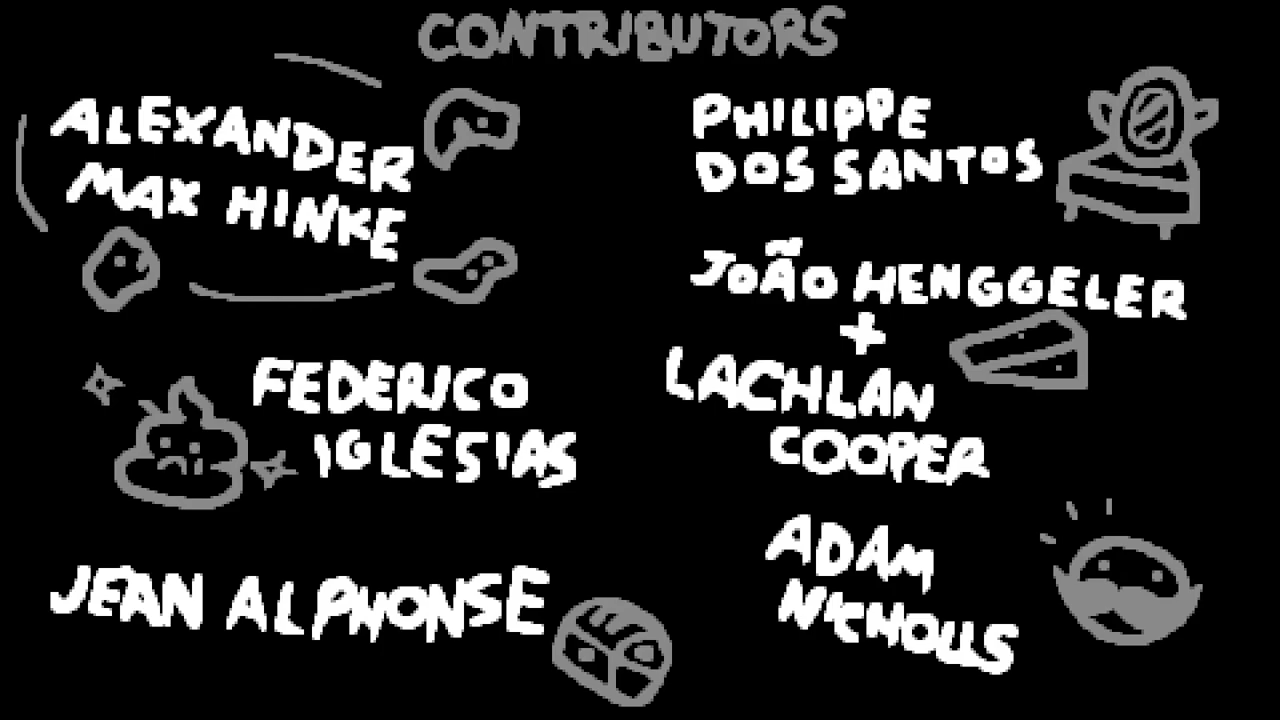 CONTRIBUTORS
ALEXANDER
MAX HINKE
FEDERICO
IGLESIAS
JEAN ALPHONSE
PHILIPPE
DOS SANTOS
JOÃO HENGGELER
+
LACHLAN
COOPER
ADAM
NICHOLLS